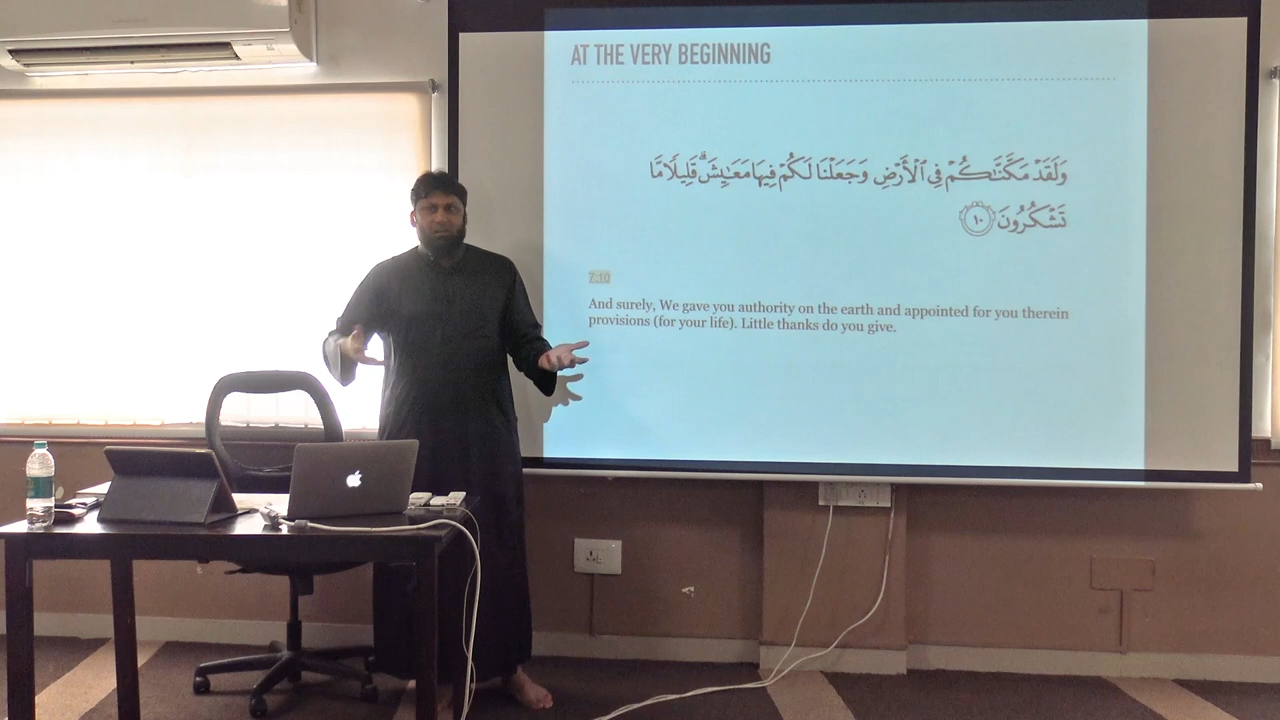 AT THE VERY BEGINNING
وَلَقَدْ مَكَّنَّـٰكُمْ فِى ٱلْأَرْضِ وَجَعَلْنَا لَكُمْ فِيهَا مَعَـٰيِشَ ۗ قَلِيلًا مَّا
تَشْكُرُونَ ١٠
7:10
And surely, We gave you authority on the earth and appointed for you therein
provisions (for your life). Little thanks do you give.